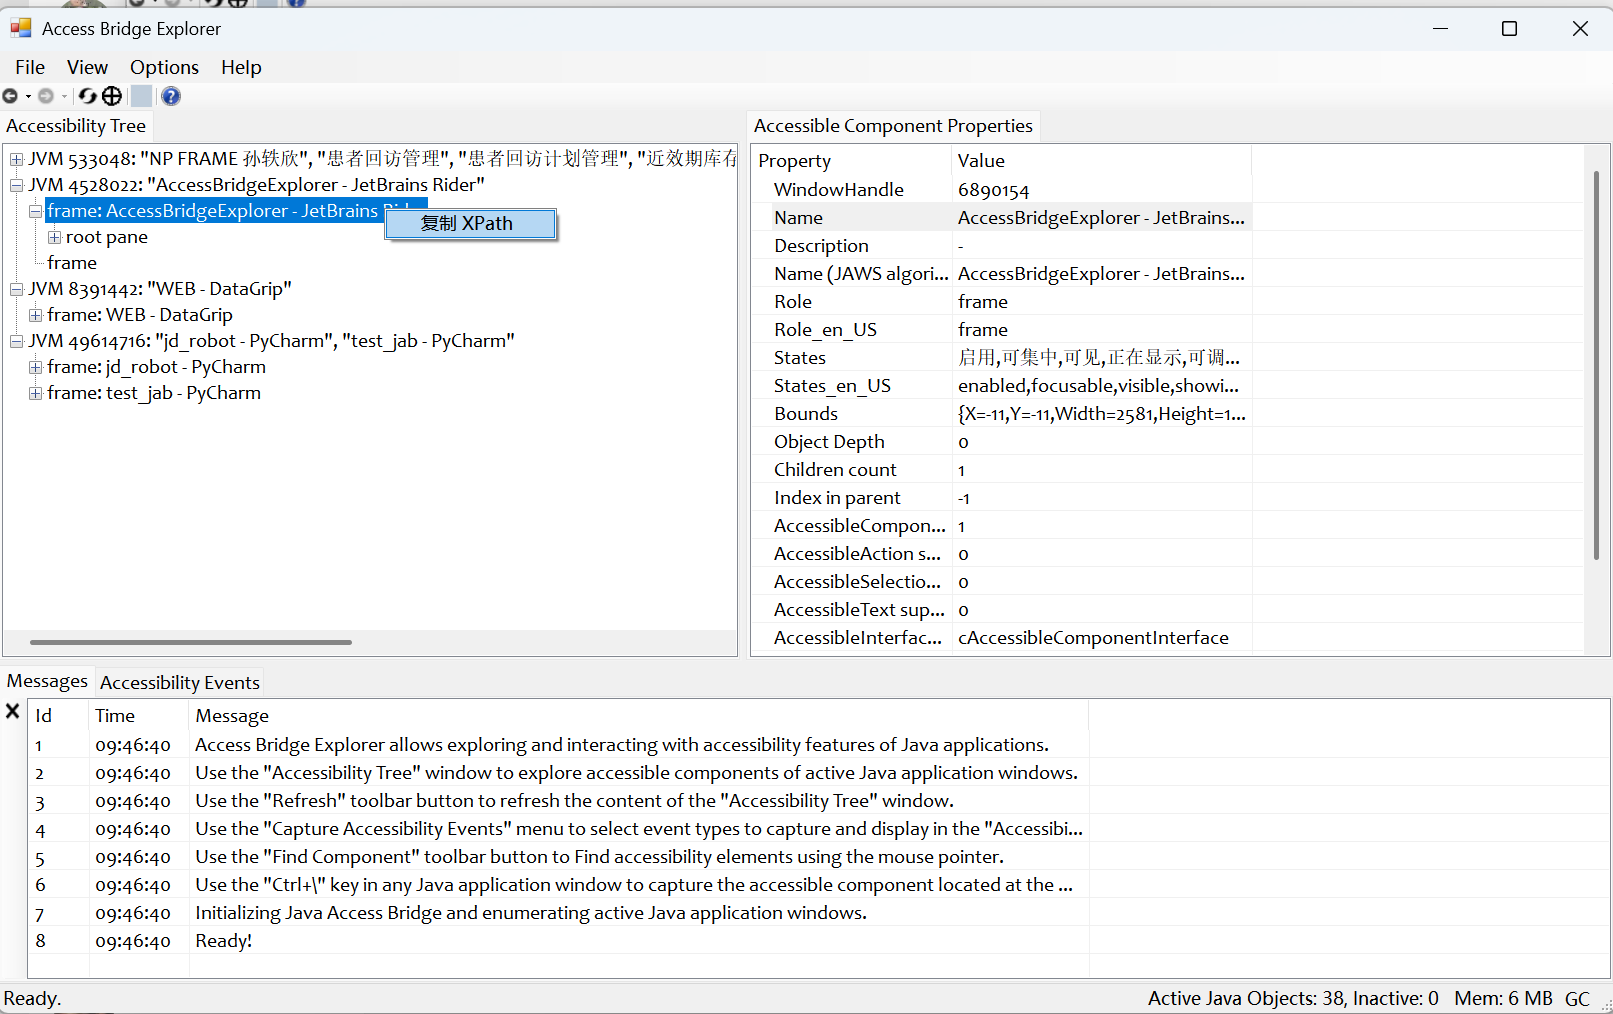 Access Bridge Explorer
File View Options Help
Accessibility Tree
JVM 533048: "NP FRAME 孙轶欣", "患者回访管理", "患者回访计划管理", "近效期库存
JVM 4528022: "AccessBridgeExplorer - JetBrains Rider"
frame: AccessBridgeExplorer - JetBrains
复制 XPath
root pane
frame
JVM 8391442: "WEB - DataGrip"
frame: WEB - DataGrip
JVM 49614716: "jd_robot - PyCharm", "test_jab - PyCharm"
frame: jd_robot - PyCharm
frame: test_jab - PyCharm
Accessible Component Properties
Property Value
WindowHandle 6890154
Name AccessBridgeExplorer - JetBrains...
Description -
Name (JAWS algori... AccessBridgeExplorer - JetBrains...
Role frame
Role_en_US frame
States 启用,可集中,可见,正在显示,可调...
States_en_US enabled,focusable,visible,showi...
Bounds {X=-11,Y=-11,Width=2581,Height=1...
Object Depth 0
Children count 1
Index in parent -1
AccessibleCompon... 1
AccessibleAction s... 0
AccessibleSelectio... 0
AccessibleText sup... 0
AccessibleInterfac... cAccessibleComponentInterface
Messages Accessibility Events
Id Time Message
1 09:46:40 Access Bridge Explorer allows exploring and interacting with accessibility features of Java applications.
2 09:46:40 Use the "Accessibility Tree" window to explore accessible components of active Java application windows.
3 09:46:40 Use the "Refresh" toolbar button to refresh the content of the "Accessibility Tree" window.
4 09:46:40 Use the "Capture Accessibility Events" menu to select event types to capture and display in the "Accessibi...
5 09:46:40 Use the "Find Component" toolbar button to Find accessibility elements using the mouse pointer.
6 09:46:40 Use the "Ctrl+\" key in any Java application window to capture the accessible component located at the ...
7 09:46:40 Initializing Java Access Bridge and enumerating active Java application windows.
8 09:46:40 Ready!
Ready.
Active Java Objects: 38, Inactive: 0 Mem: 6 MB GC